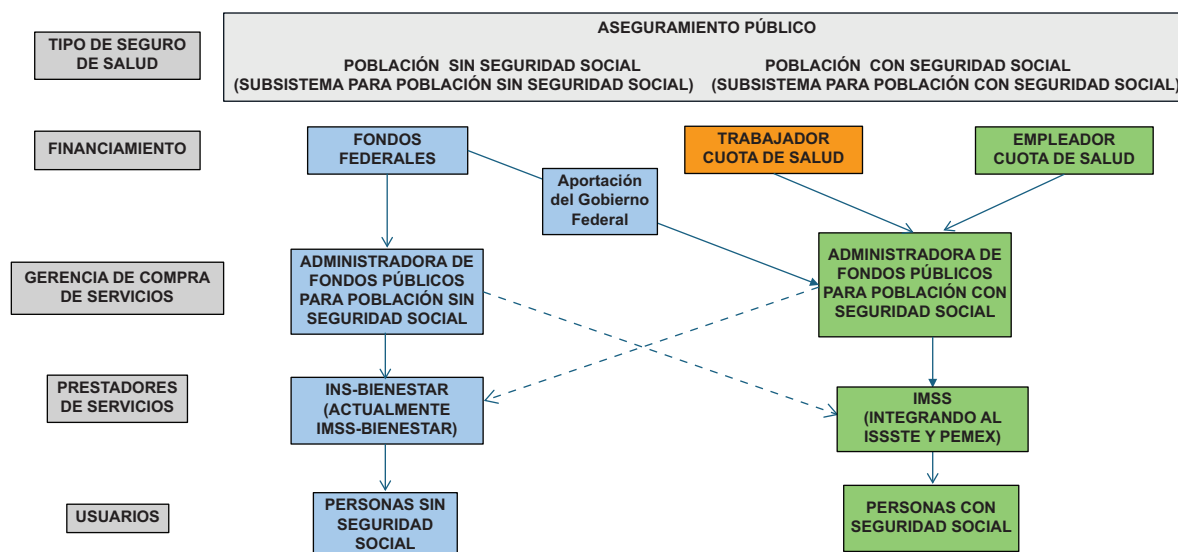 TIPO DE SEGURO
DE SALUD
ASEGURAMIENTO PÚBLICO
POBLACIÓN SIN SEGURIDAD SOCIAL
(SUBSISTEMA PARA POBLACIÓN SIN SEGURIDAD SOCIAL)
POBLACIÓN CON SEGURIDAD SOCIAL
(SUBSISTEMA PARA POBLACIÓN CON SEGURIDAD SOCIAL)
FINANCIAMIENTO
FONDOS
FEDERALES
TRABAJADOR
CUOTA DE SALUD
EMPLEADOR
CUOTA DE SALUD
Aportación
del Gobierno
Federal
GERENCIA DE COMPRA
DE SERVICIOS
ADMINISTRADORA DE
FONDOS PÚBLICOS
PARA POBLACIÓN SIN
SEGURIDAD SOCIAL
ADMINISTRADORA DE
FONDOS PÚBLICOS
PARA POBLACIÓN CON
SEGURIDAD SOCIAL
PRESTADORES
DE SERVICIOS
INS-BIENESTAR
(ACTUALMENTE
IMSS-BIENESTAR)
IMSS
(INTEGRANDO AL
ISSSTE Y PEMEX)
USUARIOS
PERSONAS SIN
SEGURIDAD
SOCIAL
PERSONAS CON
SEGURIDAD SOCIAL